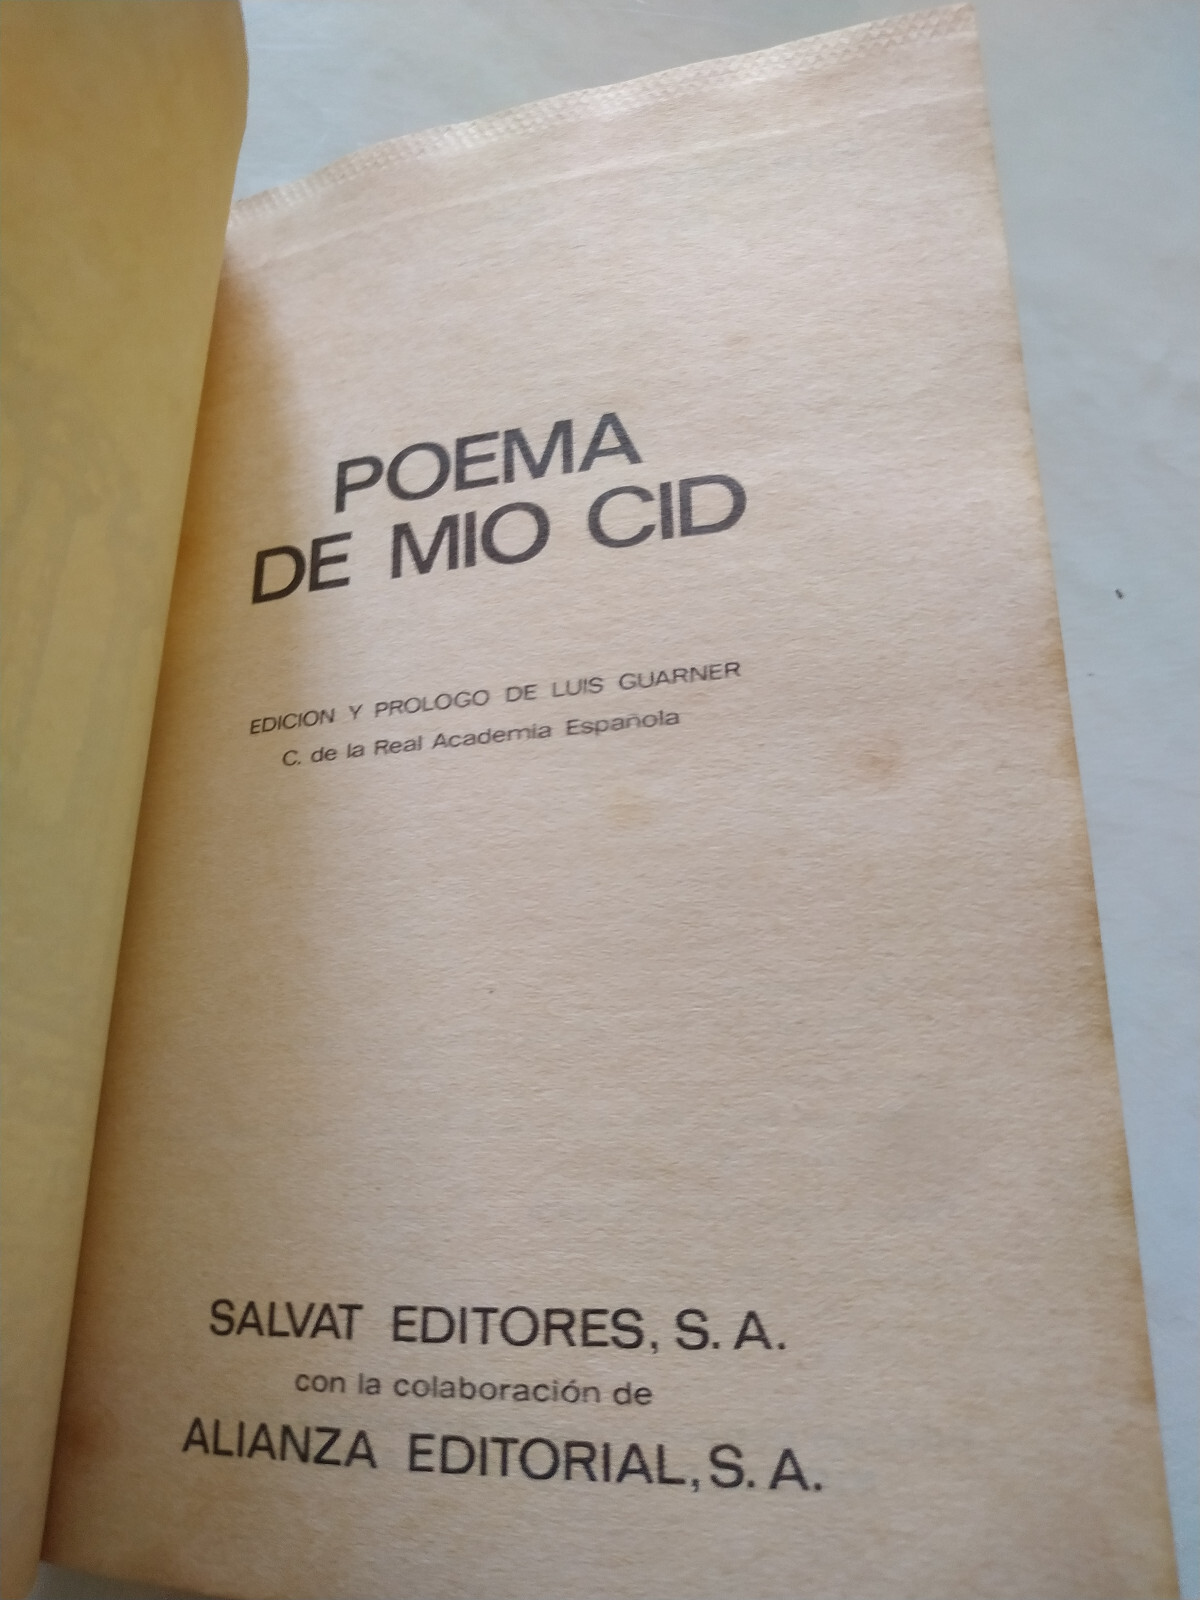 POEMA
DE MIO CID
EDICION Y PROLOGO DE LUIS GUARNER
C. de la Real Academia Española
SALVAT EDITORES, S. A.
con la colaboración de
ALIANZA EDITORIAL, S. A.